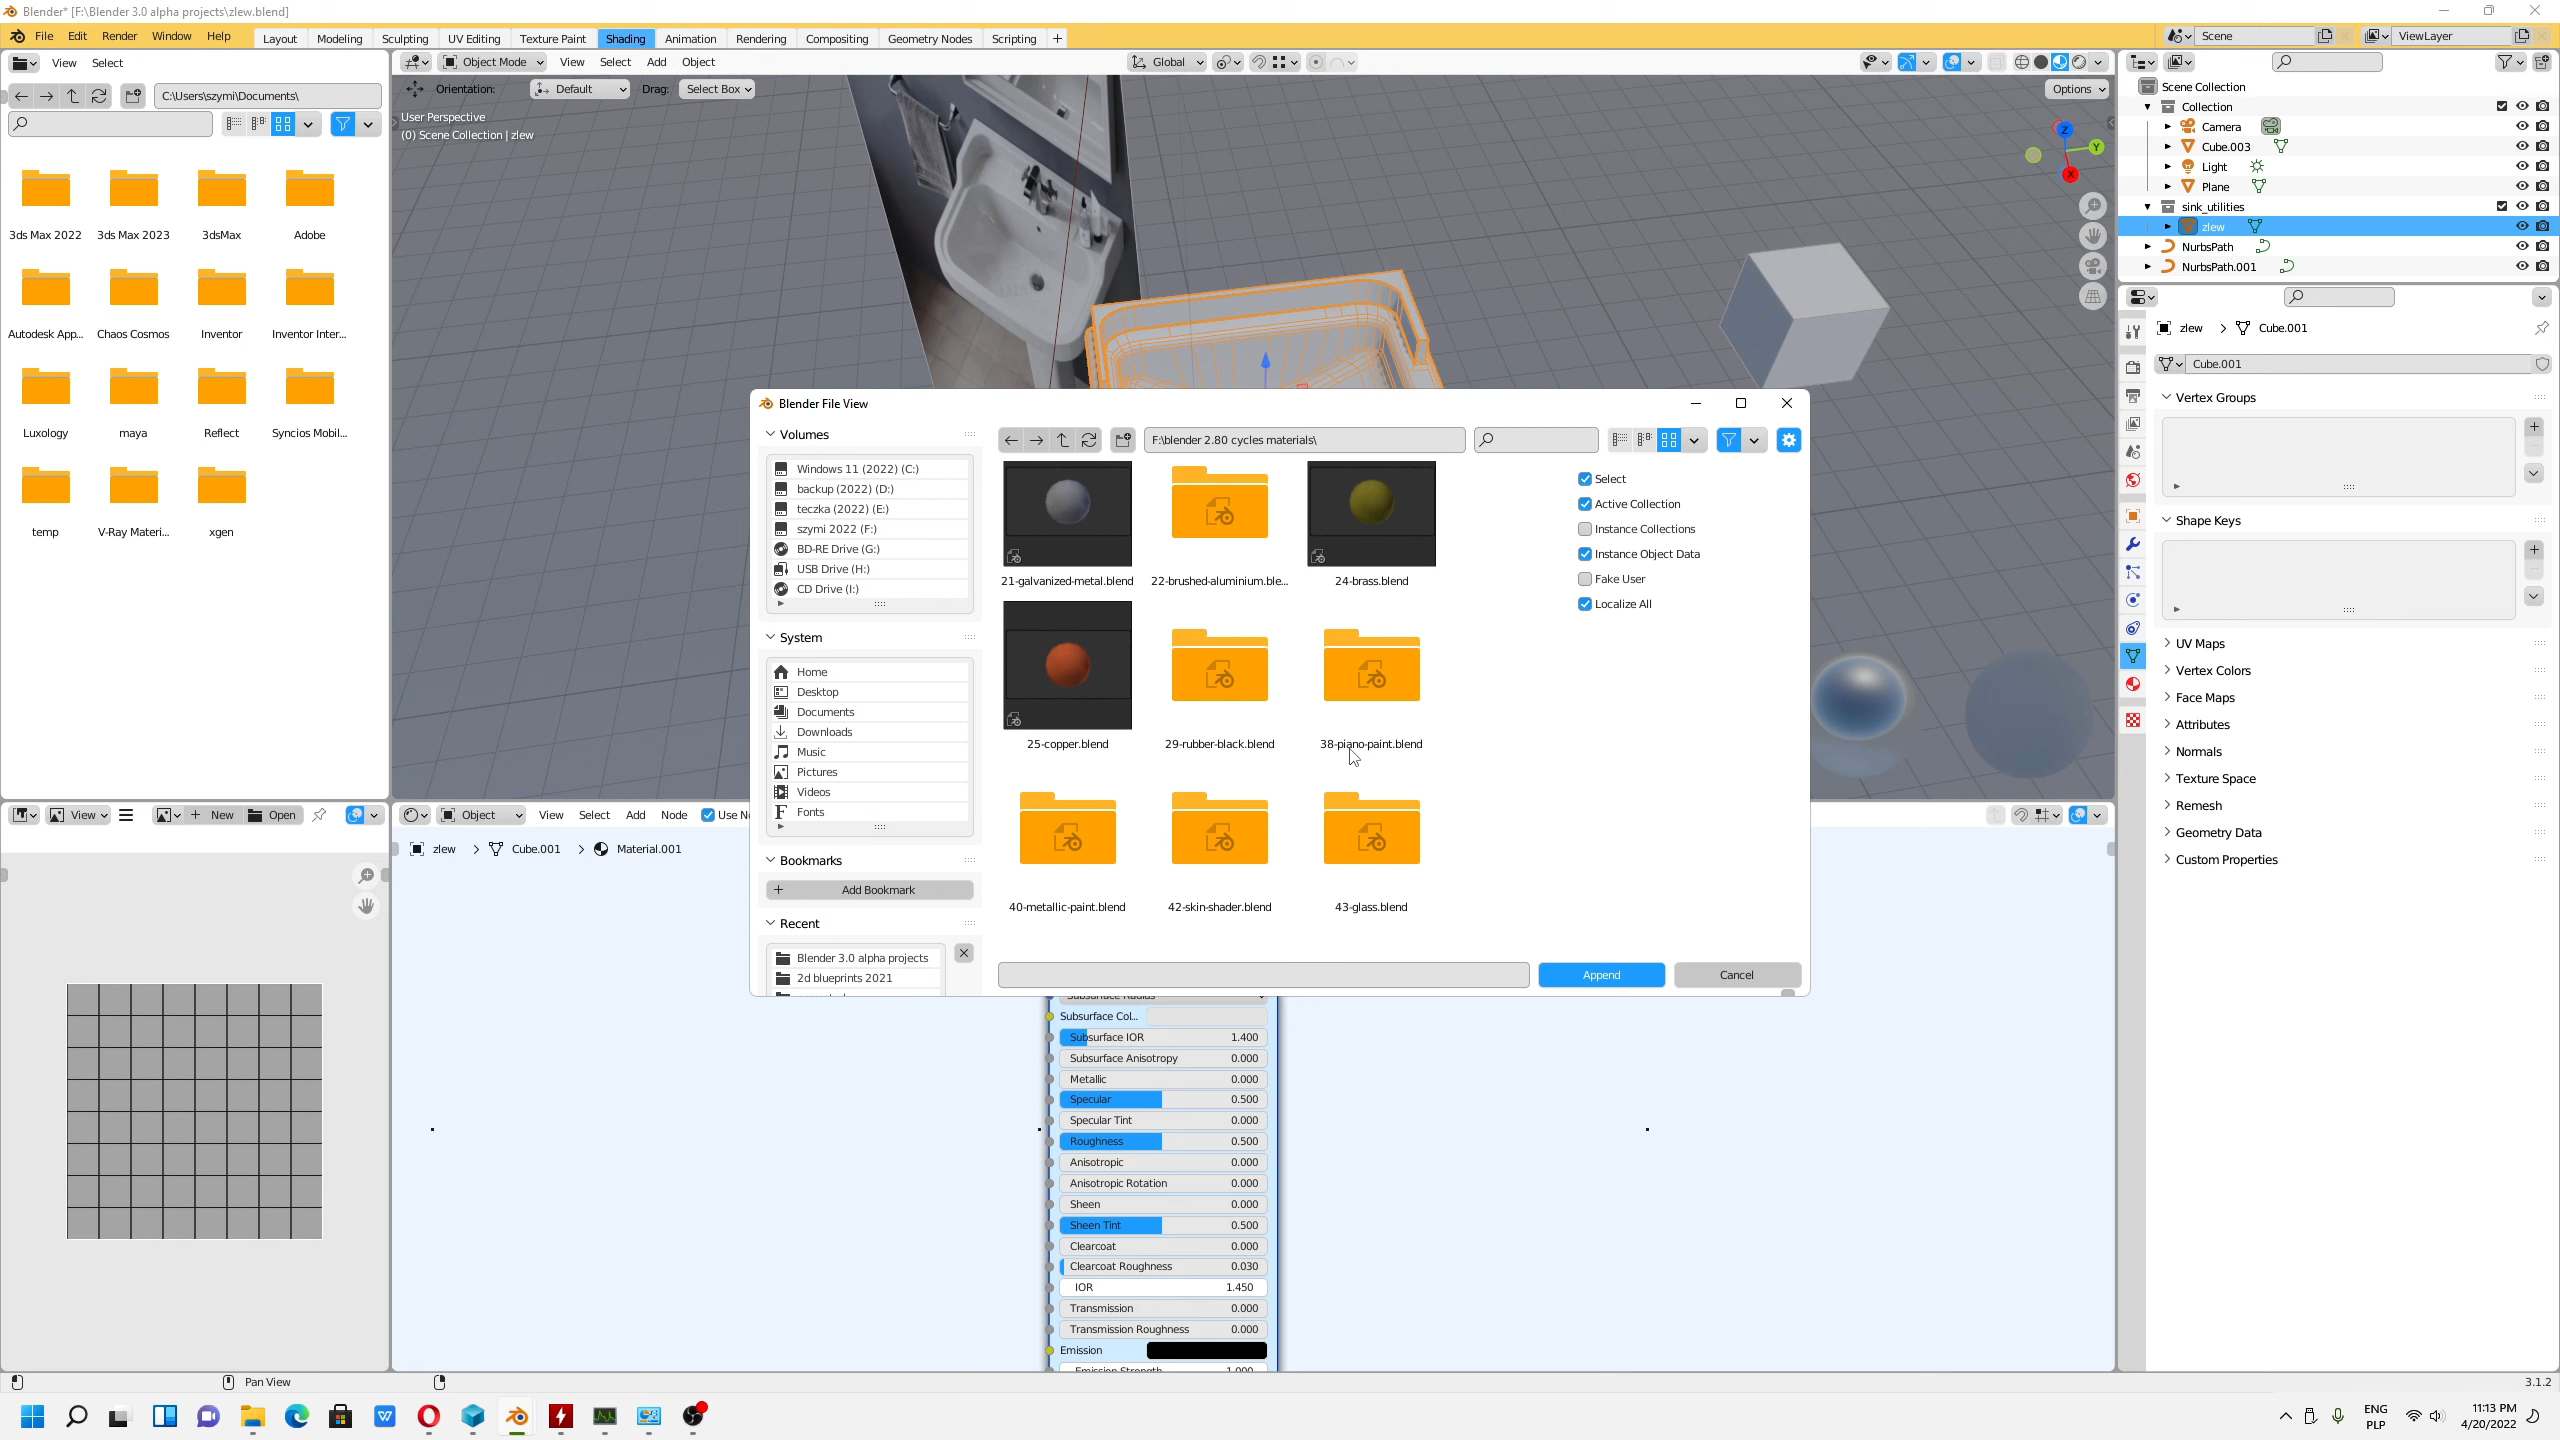 Blender* [F:\Blender 3.0 alpha projects\zlew.blend]
File Edit Render Window Help Layout Modeling Sculpting UV Editing Texture Paint Shading Animation Rendering Compositing Geometry Nodes Scripting + Scene ViewLayer
View Select
C:\Users\szymi\Documents\
3ds Max 2022 3ds Max 2023 3dsMax Adobe
Autodesk App... Chaos Cosmos Inventor Inventor Inter...
Luxology maya Reflect Syncios Mobil...
temp V-Ray Materi... xgen
Object Mode View Select Add Object Global
Orientation: Default Drag: Select Box Options
User Perspective
(0) Scene Collection | zlew
Z
Y
X
Scene Collection
Collection
Camera
Cube.003
Light
Plane
sink_utilities
zlew
NurbsPath
NurbsPath.001
zlew > Cube.001
Cube.001
Vertex Groups
Shape Keys
UV Maps
Vertex Colors
Face Maps
Attributes
Normals
Texture Space
Remesh
Geometry Data
Custom Properties
Blender File View
Volumes
Windows 11 (2022) (C:)
backup (2022) (D:)
teczka (2022) (E:)
szymi 2022 (F:)
BD-RE Drive (G:)
USB Drive (H:)
CD Drive (I:)
System
Home
Desktop
Documents
Downloads
Music
Pictures
Videos
Fonts
Bookmarks
Add Bookmark
Recent
Blender 3.0 alpha projects
2d blueprints 2021
F:\blender 2.80 cycles materials\
21-galvanized-metal.blend 22-brushed-aluminium.ble... 24-brass.blend
25-copper.blend 29-rubber-black.blend 38-piano-paint.blend
40-metallic-paint.blend 42-skin-shader.blend 43-glass.blend
Select
Active Collection
Instance Collections
Instance Object Data
Fake User
Localize All
Append Cancel
View New Open
Object View Select Add Node Use N
zlew > Cube.001 > Material.001
Subsurface Radius
Subsurface Col...
Subsurface IOR 1.400
Subsurface Anisotropy 0.000
Metallic 0.000
Specular 0.500
Specular Tint 0.000
Roughness 0.500
Anisotropic 0.000
Anisotropic Rotation 0.000
Sheen 0.000
Sheen Tint 0.500
Clearcoat 0.000
Clearcoat Roughness 0.030
IOR 1.450
Transmission 0.000
Transmission Roughness 0.000
Emission
Emission Strength 1.000
Pan View
3.1.2
ENG
PLP
11:13 PM
4/20/2022